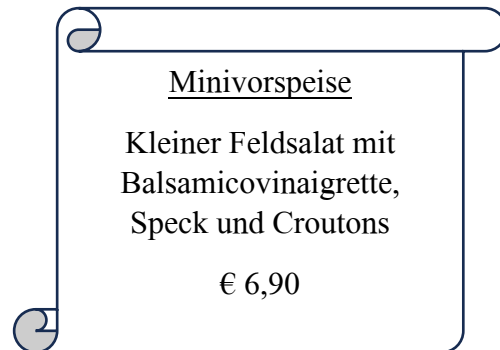 Minivorspeise
Kleiner Feldsalat mit
Balsamicovinaigrette,
Speck und Croutons
€ 6,90